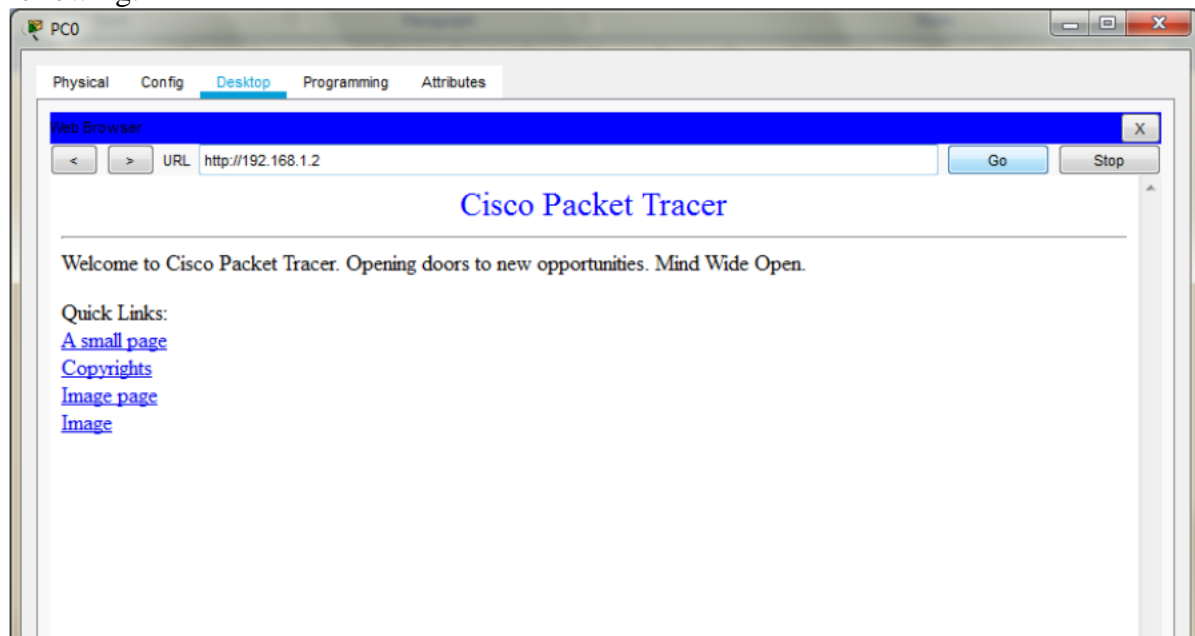 PC0
Physical Config Desktop Programming Attributes
Web Browser
X
< > URL http://192.168.1.2 Go Stop
Cisco Packet Tracer
Welcome to Cisco Packet Tracer. Opening doors to new opportunities. Mind Wide Open.
Quick Links:
A small page
Copyrights
Image page
Image